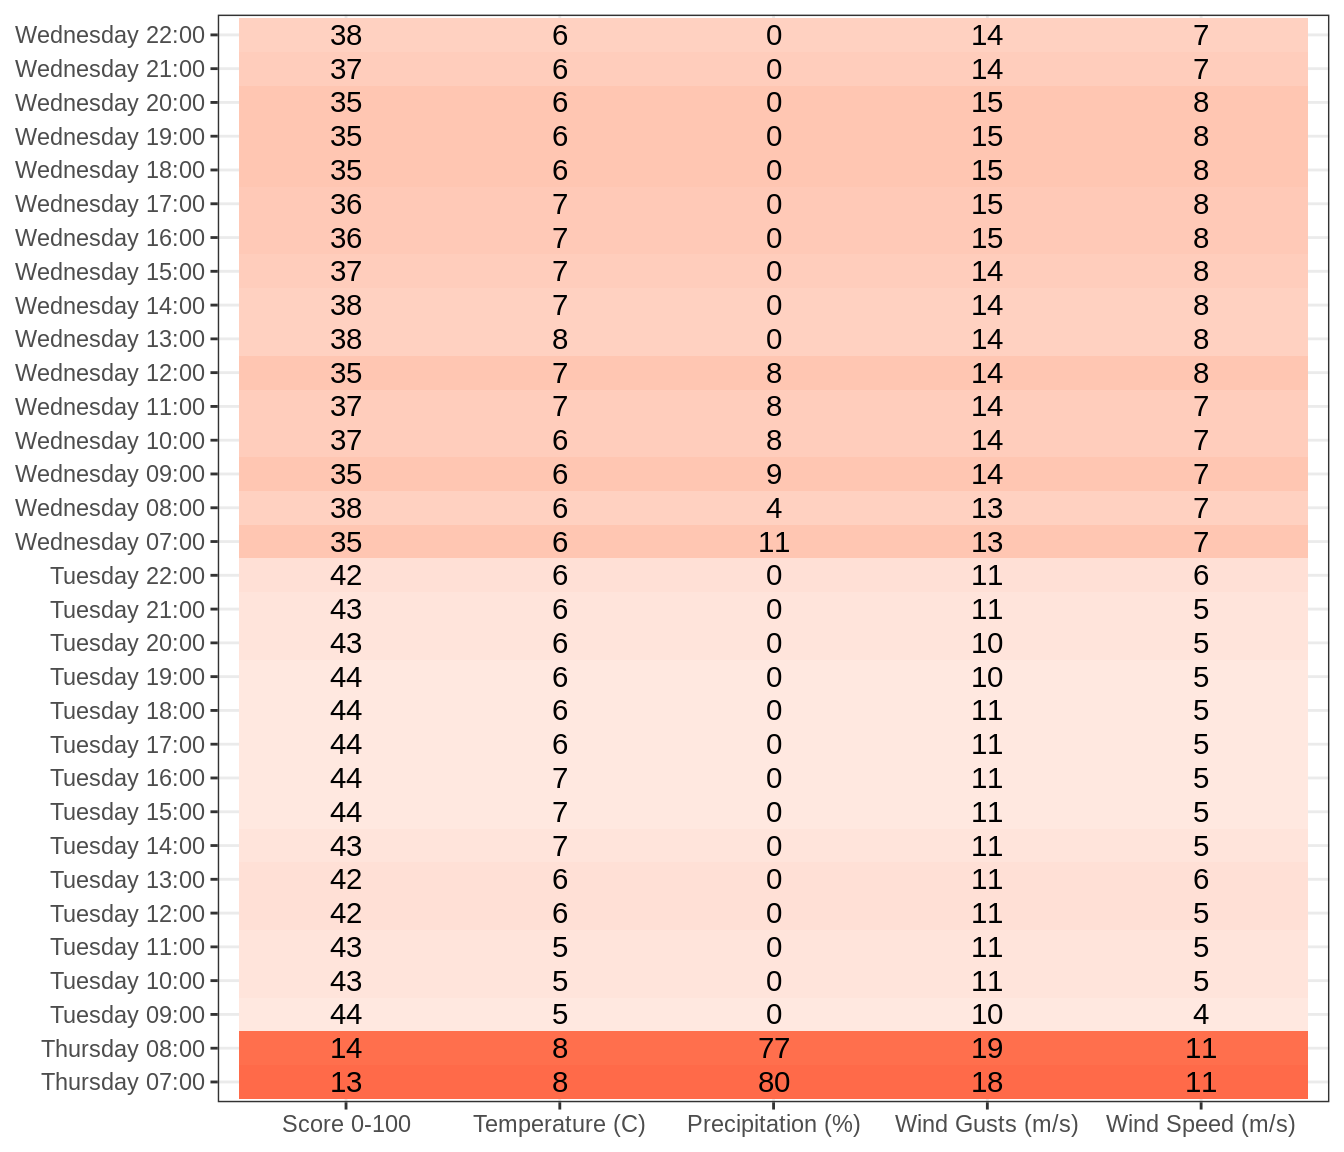 Wednesday 22:00 38 6 0 14 7
Wednesday 21:00 37 6 0 14 7
Wednesday 20:00 35 6 0 15 8
Wednesday 19:00 35 6 0 15 8
Wednesday 18:00 35 6 0 15 8
Wednesday 17:00 36 7 0 15 8
Wednesday 16:00 36 7 0 15 8
Wednesday 15:00 37 7 0 14 8
Wednesday 14:00 38 7 0 14 8
Wednesday 13:00 38 8 0 14 8
Wednesday 12:00 35 7 8 14 8
Wednesday 11:00 37 7 8 14 7
Wednesday 10:00 37 6 8 14 7
Wednesday 09:00 35 6 9 14 7
Wednesday 08:00 38 6 4 13 7
Wednesday 07:00 35 6 11 13 7
Tuesday 22:00 42 6 0 11 6
Tuesday 21:00 43 6 0 11 5
Tuesday 20:00 43 6 0 10 5
Tuesday 19:00 44 6 0 10 5
Tuesday 18:00 44 6 0 11 5
Tuesday 17:00 44 6 0 11 5
Tuesday 16:00 44 7 0 11 5
Tuesday 15:00 44 7 0 11 5
Tuesday 14:00 43 7 0 11 5
Tuesday 13:00 42 6 0 11 6
Tuesday 12:00 42 6 0 11 5
Tuesday 11:00 43 5 0 11 5
Tuesday 10:00 43 5 0 11 5
Tuesday 09:00 44 5 0 10 4
Thursday 08:00 14 8 77 19 11
Thursday 07:00 13 8 80 18 11
Score 0-100 Temperature (C) Precipitation (%) Wind Gusts (m/s) Wind Speed (m/s)